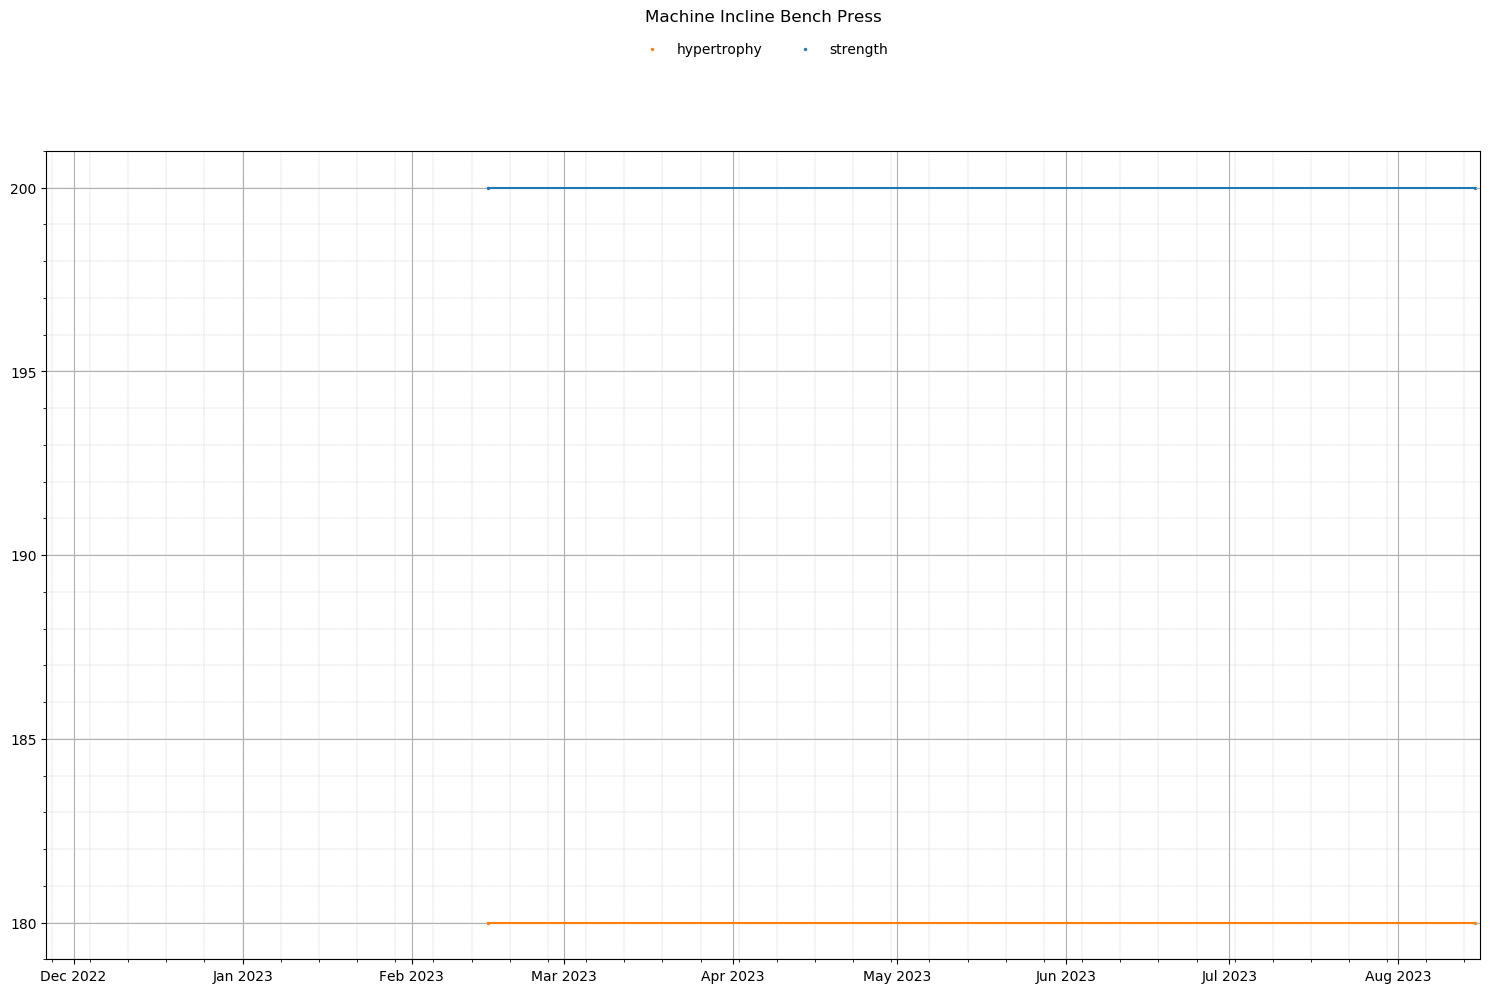 Machine Incline Bench Press
hypertrophy strength
200
195
190
185
180
Dec 2022 Jan 2023 Feb 2023 Mar 2023 Apr 2023 May 2023 Jun 2023 Jul 2023 Aug 2023